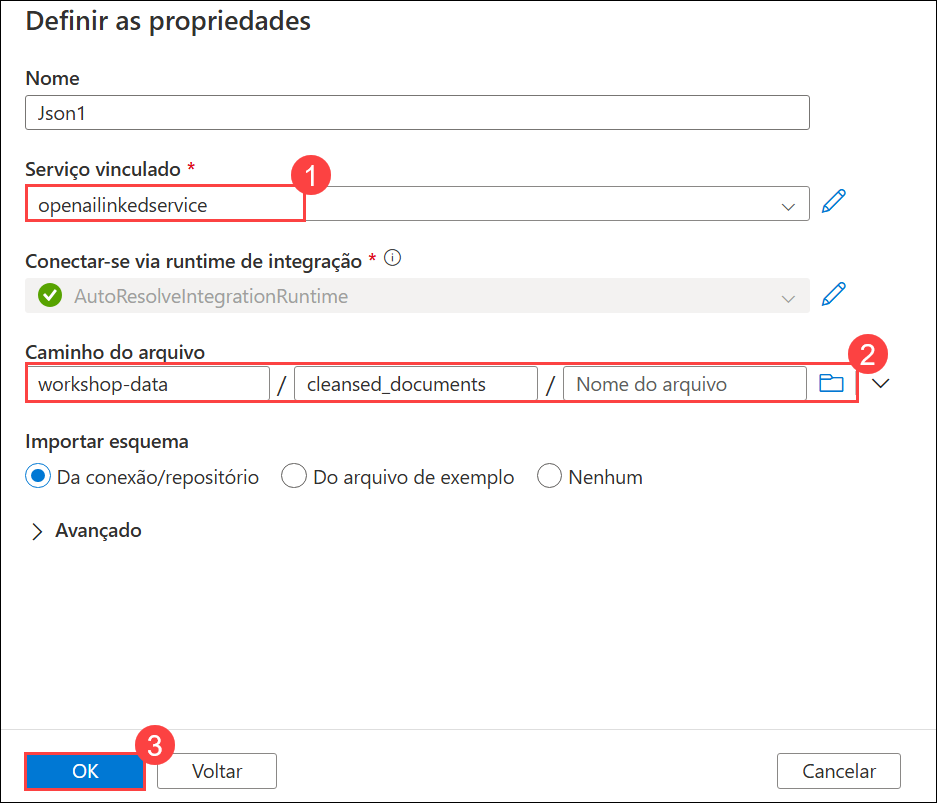 Definir as propriedades
Nome
Json1
Serviço vinculado *
1
openailinkedservice
Conectar-se via runtime de integração *
AutoResolveIntegrationRuntime
Caminho do arquivo
2
workshop-data / cleansed_documents / Nome do arquivo
Importar esquema
Da conexão/repositório Do arquivo de exemplo Nenhum
Avançado
3
OK Voltar Cancelar